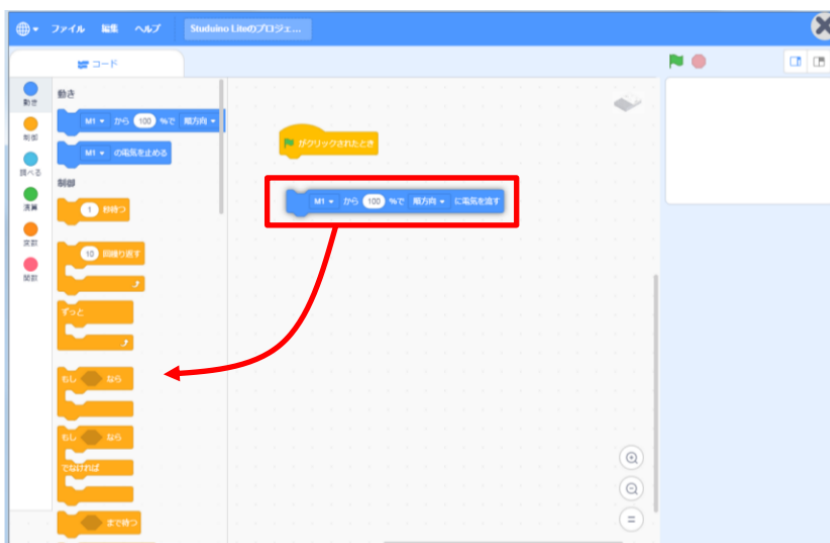 ファイル 編集 ヘルプ Studuino Liteのプロジェ...
コード
動き
制御
調べる
演算
変数
関数
動き
M1 から 100 %で 順方向
M1 の電気を止める
制御
1 秒待つ
10 回繰り返す
ずっと
もし なら
もし なら
でなければ
まで待つ
がクリックされたとき
M1 から 100 %で 順方向 に電気を流す